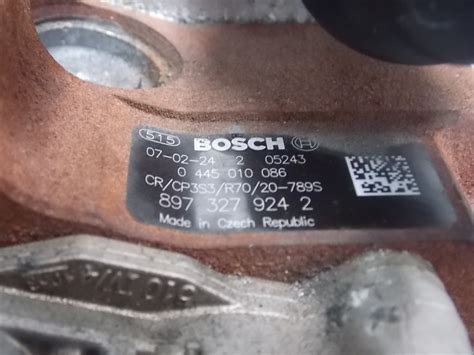 515 BOSCH
07-02-24 2 05243
0 445 010 086
CR/CP3S3/R70/20-789S
897 327 924 2
Made in Czech Republic